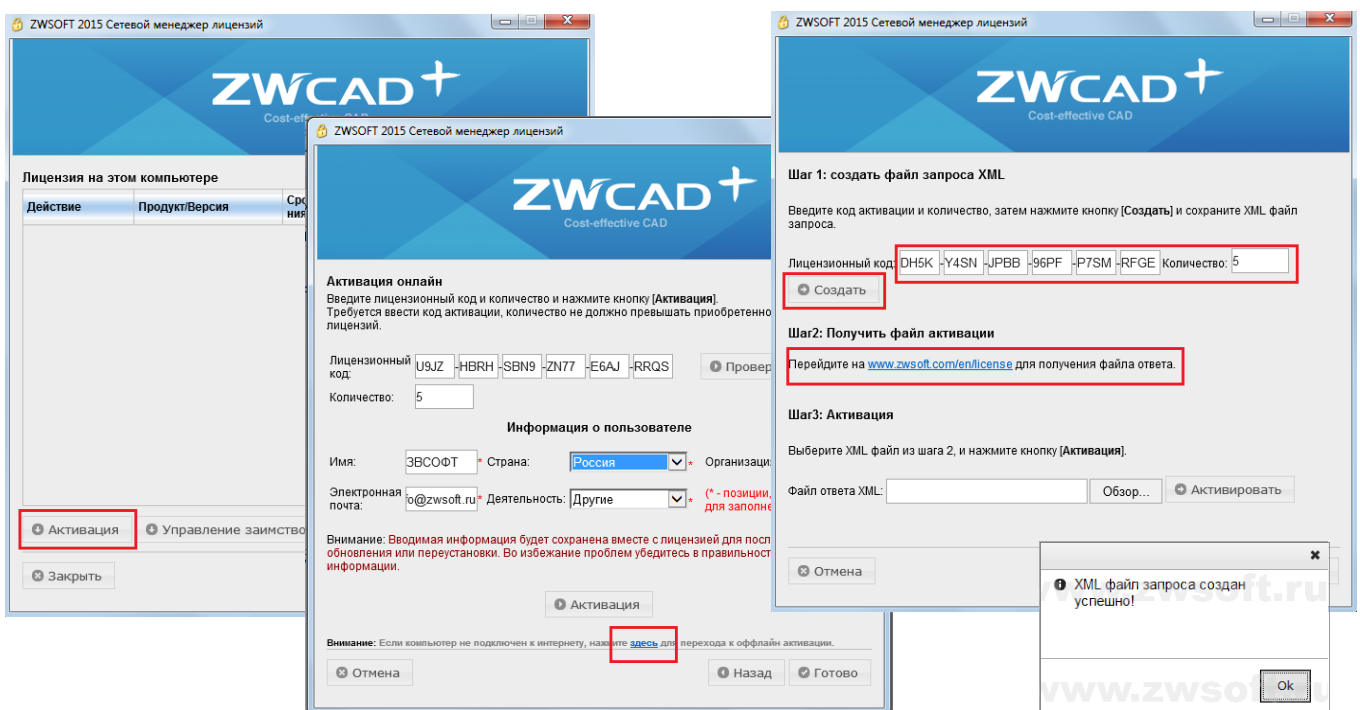 ZWSOFT 2015 Сетевой менеджер лицензий
ZWCAD+
Лицензия на этом компьютере
Действие
Продукт/Версия
Активация
Управление заимство
Закрыть
ZWSOFT 2015 Сетевой менеджер лицензий
ZWCAD+
Cost-effective CAD
Активация онлайн
Введите лицензионный код и количество и нажмите кнопку [Активация].
Требуется ввести код активации, количество не должно превышать приобретенно
лицензий.
Лицензионный
код:
U9JZ -HBRH -SBN9 -ZN77 -E6AJ -RRQS
Провер
Количество: 5
Информация о пользователе
Имя: ЗВСОФТ * Страна: Россия * Организаци
Электронная
почта:
o@zwsoft.ru * Деятельность: Другие *
(* - позиции,
для заполне
Внимание: Вводимая информация будет сохранена вместе с лицензией для посл
обновления или переустановки. Во избежание проблем убедитесь в правильност
информации.
Активация
Внимание: Если компьютер не подключен к интернету, нажмите здесь для перехода к оффлайн активации.
Отмена
Назад
Готово
ZWSOFT 2015 Сетевой менеджер лицензий
ZWCAD+
Cost-effective CAD
Шаг 1: создать файл запроса XML
Введите код активации и количество, затем нажмите кнопку [Создать] и сохраните XML файл
запроса.
Лицензионный код: DH5K -Y4SN -JPBB -96PF -P7SM -RFGE Количество: 5
Создать
Шаг2: Получить файл активации
Перейдите на www.zwsoft.com/en/license для получения файла ответа.
Шаг3: Активация
Выберите XML файл из шага 2, и нажмите кнопку [Активация].
Файл ответа XML:
Обзор...
Активировать
Отмена
XML файл запроса создан
успешно!
Ok